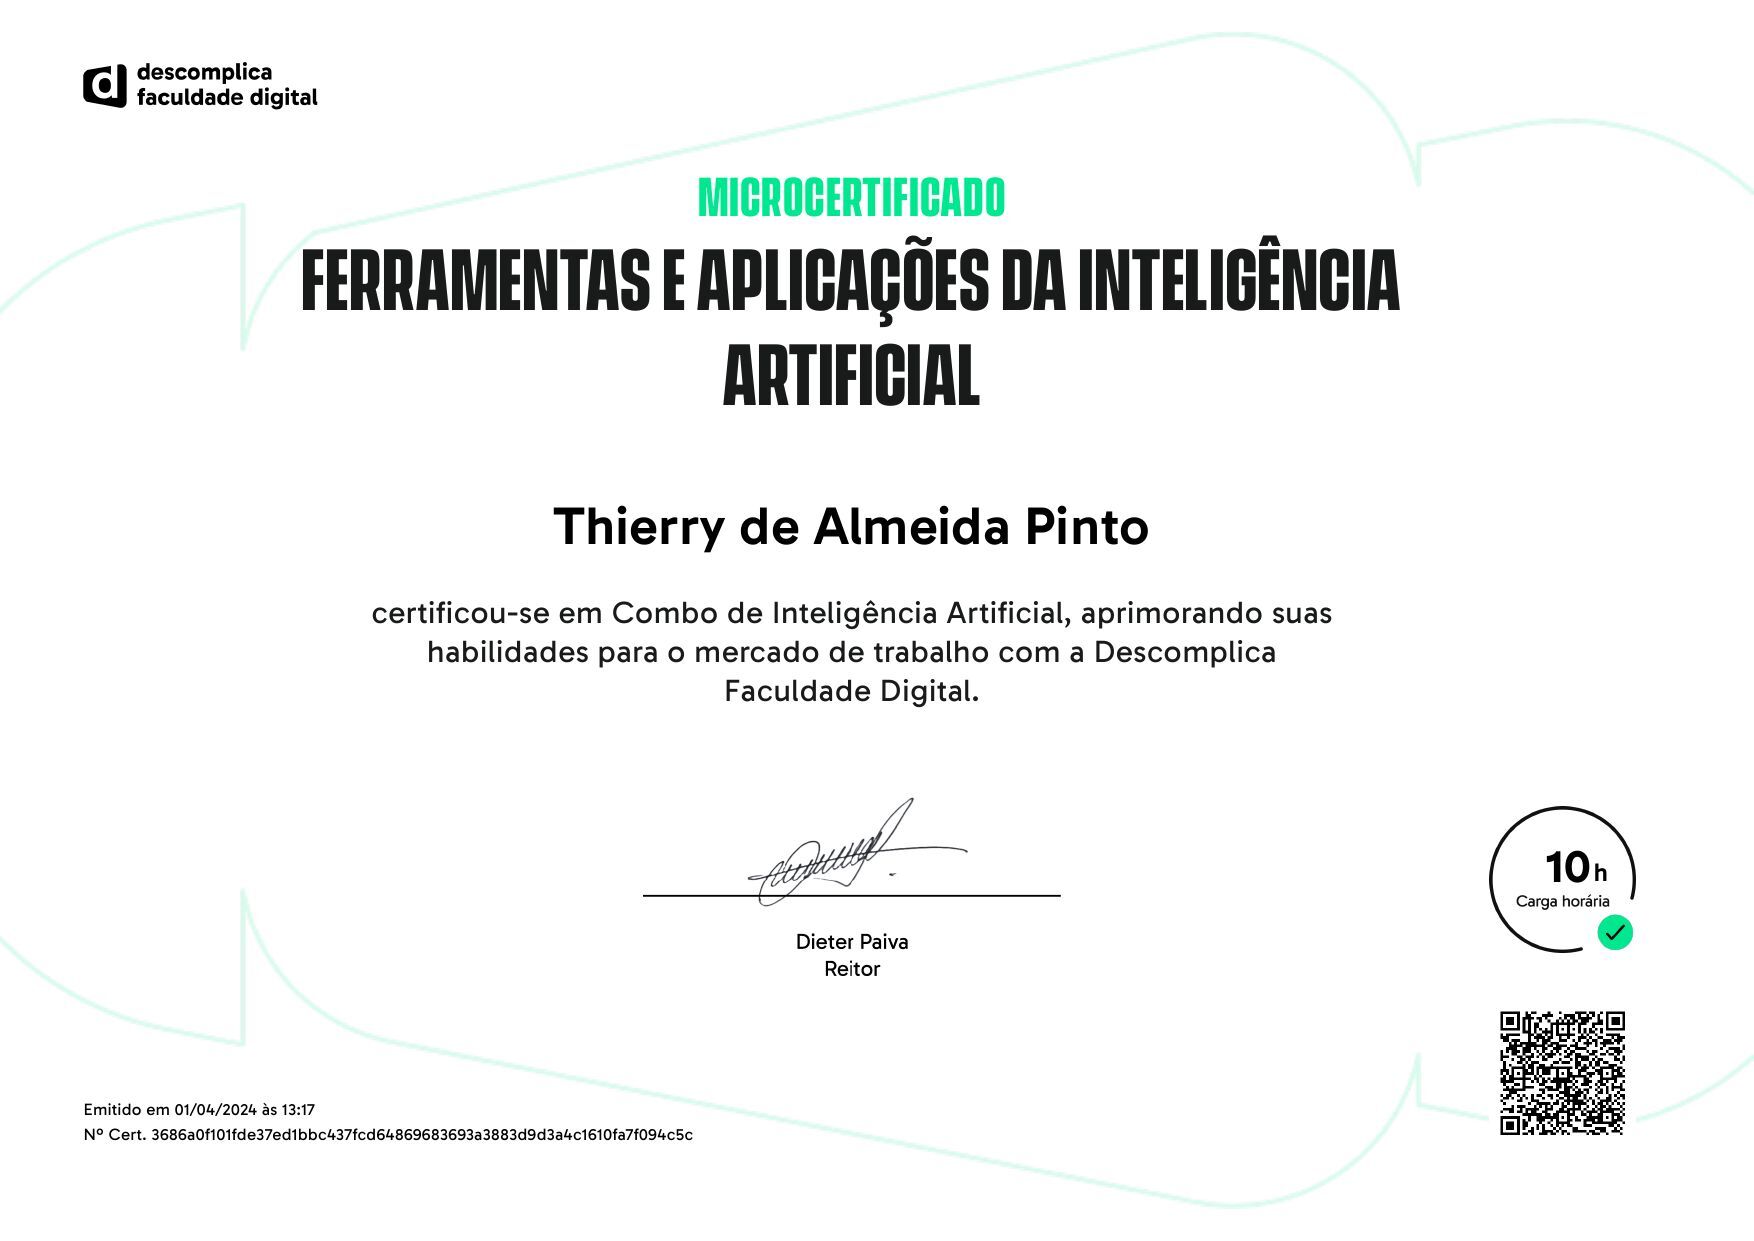 descomplica
faculdade digital
MICROCERTIFICADO
FERRAMENTAS E APLICAÇÕES DA INTELIGÊNCIA
ARTIFICIAL
Thierry de Almeida Pinto
certificou-se em Combo de Inteligência Artificial, aprimorando suas
habilidades para o mercado de trabalho com a Descomplica
Faculdade Digital.
Dieter Paiva
Reitor
10 h
Carga horária
Emitido em 01/04/2024 às 13:17
Nº Cert. 3686a0f101fde37ed1bbc437fcd64869683693a3883d9d3a4c1610fa7f094c5c